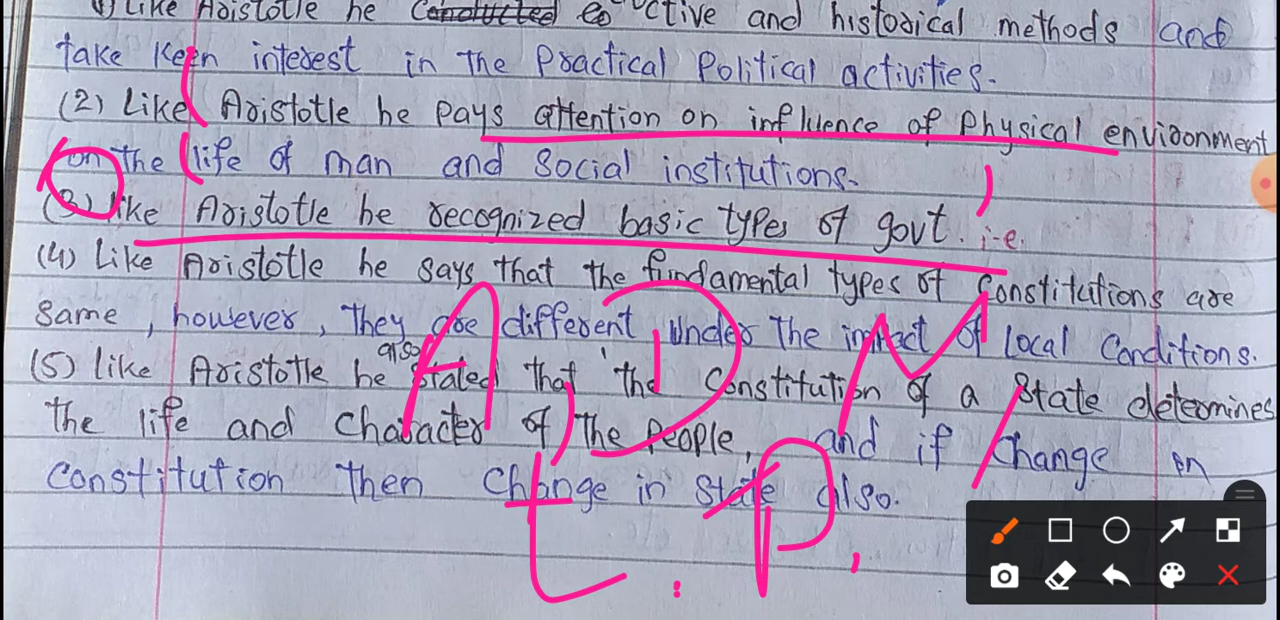 (1) Like Aristotle he Conducted ctive and historical methods and
take keen interest in the Practical Political activities.
(2) Like Aristotle he pays attention on influence of Physical environment
on the life of man and Social institutions.
(3) like Aristotle he recognized basic types of govt. i.e.
(4) Like Aristotle he says that the fundamental types of Constitutions are
Same, however, they are different under the impact of Local Conditions.
(5) like Aristotle he also stated that the Constitution of a State determines
the life and character of the People, and if change in
Constitution then change in state also.